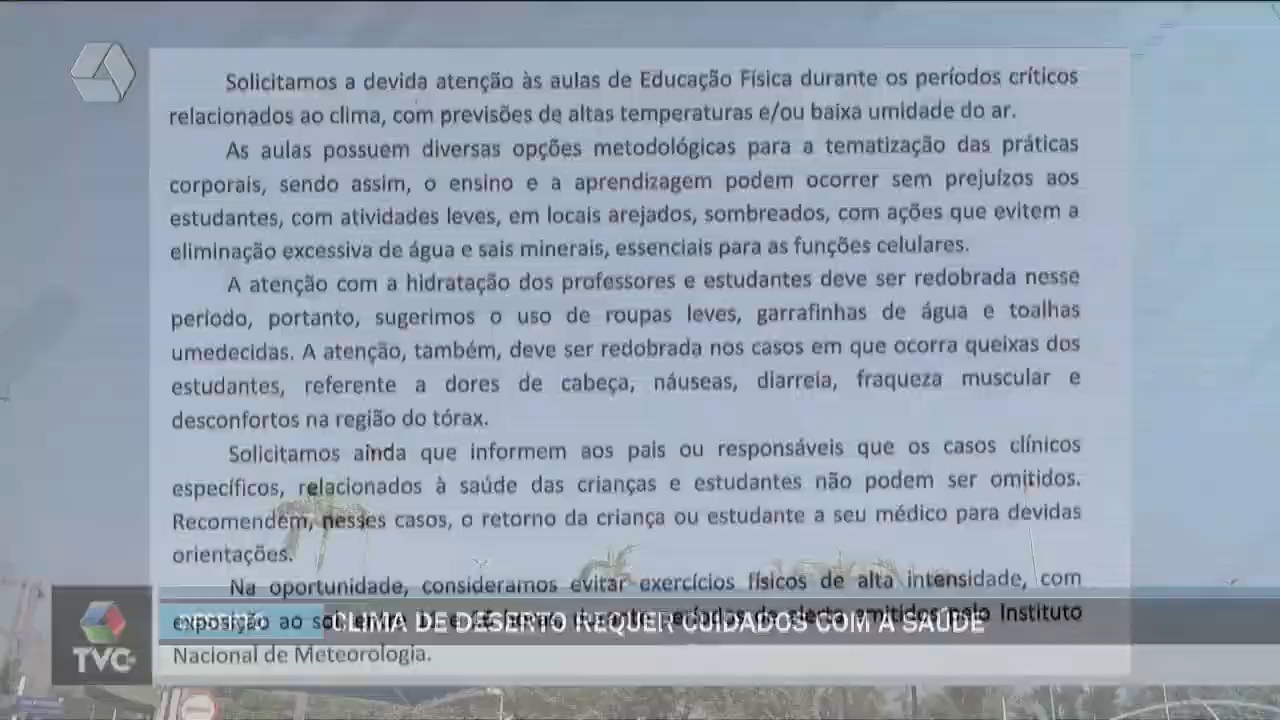 Solicitamos a devida atenção às aulas de Educação Física durante os períodos críticos
relacionados ao clima, com previsões de altas temperaturas e/ou baixa umidade do ar.
As aulas possuem diversas opções metodológicas para a tematização das práticas
corporais, sendo assim, o ensino e a aprendizagem podem ocorrer sem prejuízos aos
estudantes, com atividades leves, em locais arejados, sombreados, com ações que evitem a
eliminação excessiva de água e sais minerais, essenciais para as funções celulares.
A atenção com a hidratação dos professores e estudantes deve ser redobrada nesse
período, portanto, sugerimos o uso de roupas leves, garrafinhas de água e toalhas
umedecidas. A atenção, também, deve ser redobrada nos casos em que ocorra queixas dos
estudantes, referente a dores de cabeça, náuseas, diarreia, fraqueza muscular e
desconfortos na região do tórax.
Solicitamos ainda que informem aos pais ou responsáveis que os casos clínicos
específicos, relacionados à saúde das crianças e estudantes não podem ser omitidos.
Recomendem, nesses casos, o retorno da criança ou estudante a seu médico para devidas
orientações.
Na oportunidade, consideramos evitar exercícios físicos de alta intensidade, com
exposição ao sol períodos de alerta emitidos pelo Instituto
CLIMA DE DESERTO REQUER CUIDADOS COM A SAÚDE
Nacional de Meteorologia.
TVC